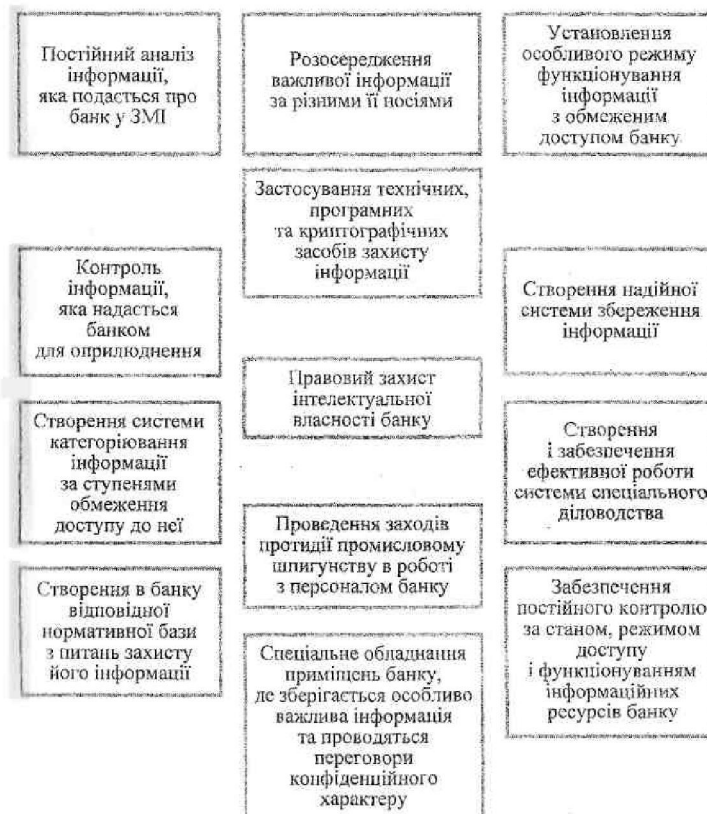 Постійний аналіз
інформації,
яка подається про
банк у ЗМІ
Розосередження
важливої інформації
за різними її носіями
Установлення
особливого режиму
функціонування
інформації
з обмеженим
доступом банку
Застосування технічних,
програмних
та криптографічних
засобів захисту
інформації
Контроль
інформації,
яка надається
банком
для оприлюднення
Створення надійної
системи збереження
інформації
Правовий захист
інтелектуальної
власності банку
Створення системи
категоріювання
інформації
за ступенями
обмеження
доступу до неї
Створення
і забезпечення
ефективної роботи
системи спеціального
діловодства
Проведення заходів
протидії промисловому
шпигунству в роботі
з персоналом банку
Створення в банку
відповідної
нормативної бази
з питань захисту
його інформації
Забезпечення
постійного контролю
за станом, режимом
доступу
і функціонуванням
інформаційних
ресурсів банку
Спеціальне обладнання
приміщень банку,
де зберігається особливо
важлива інформація
та проводяться
переговори
конфіденційного
характеру